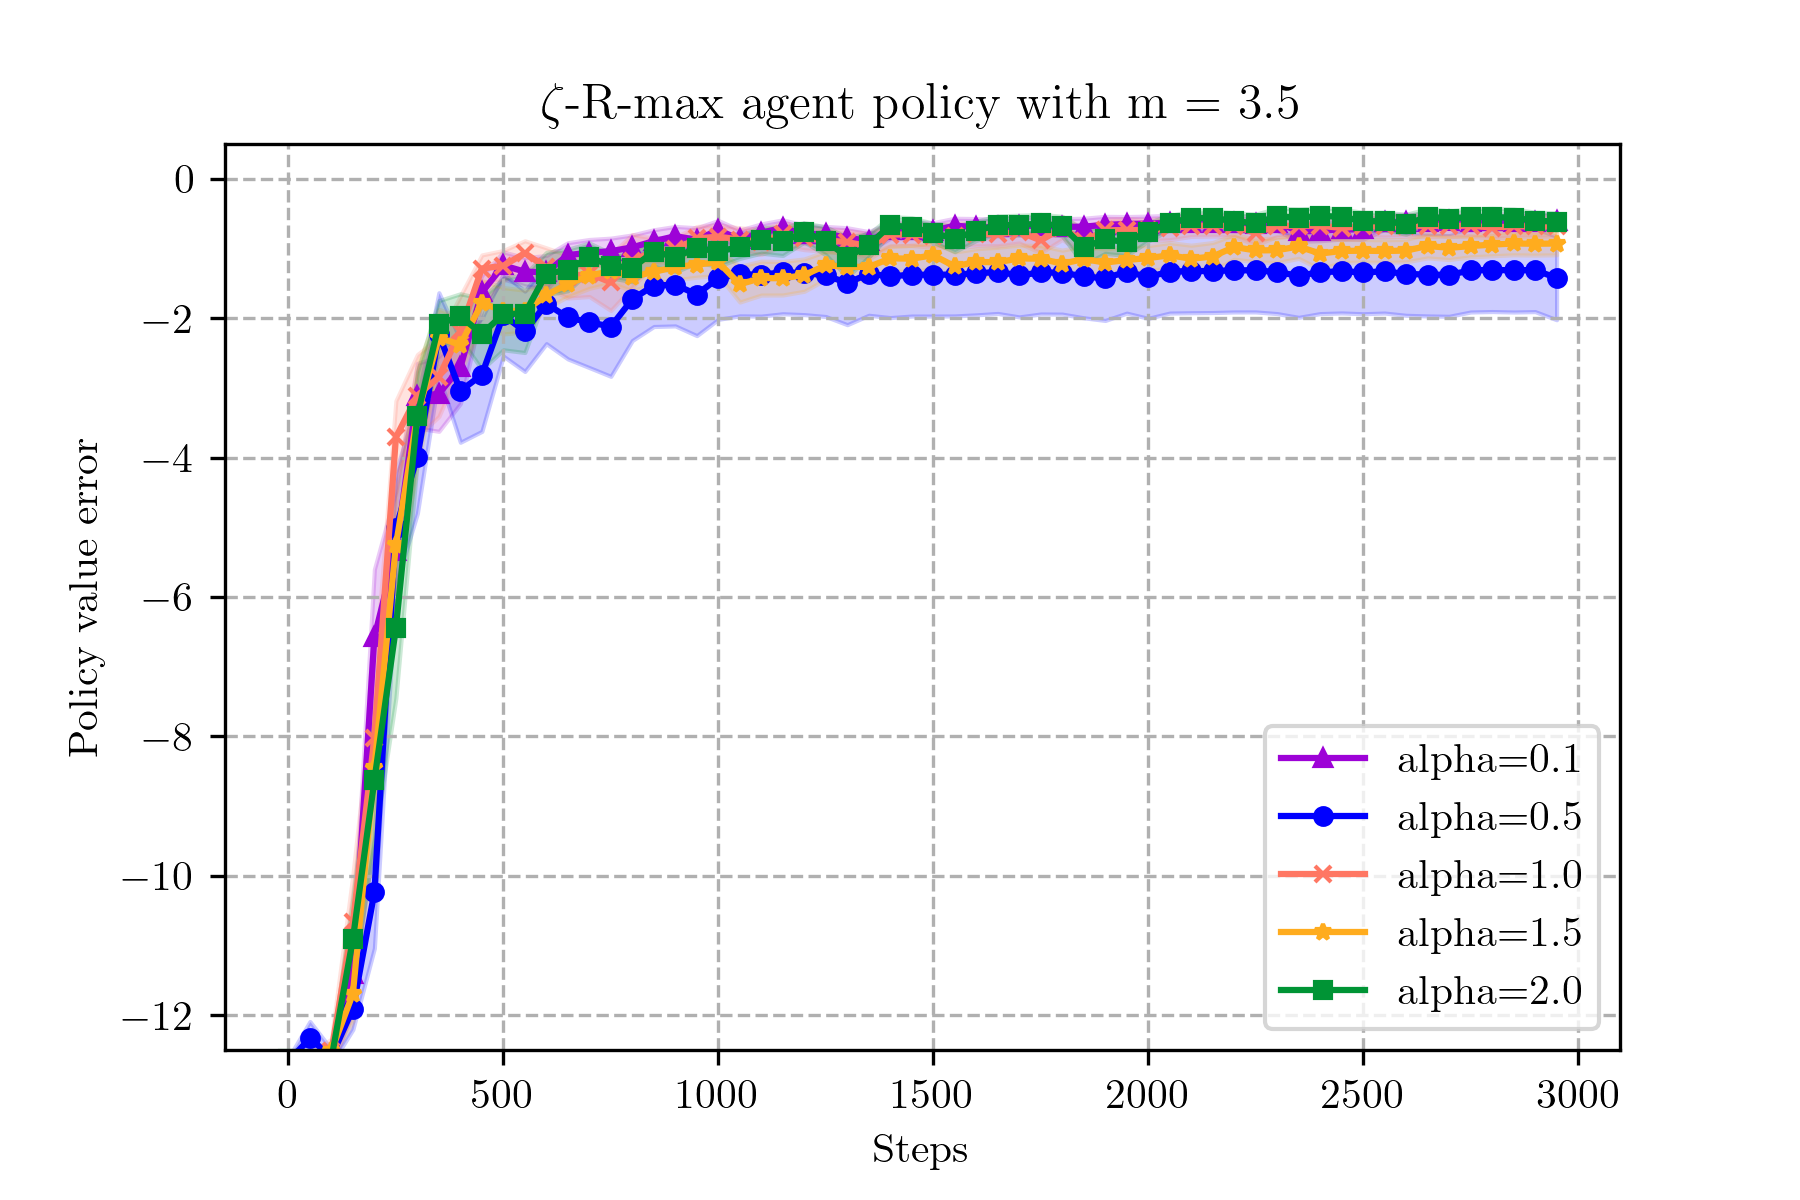 ζ-R-max agent policy with m = 3.5
0
−2
−4
−6
−8
−10
−12
Policy value error
alpha=0.1
alpha=0.5
alpha=1.0
alpha=1.5
alpha=2.0
0 500 1000 1500 2000 2500 3000
Steps